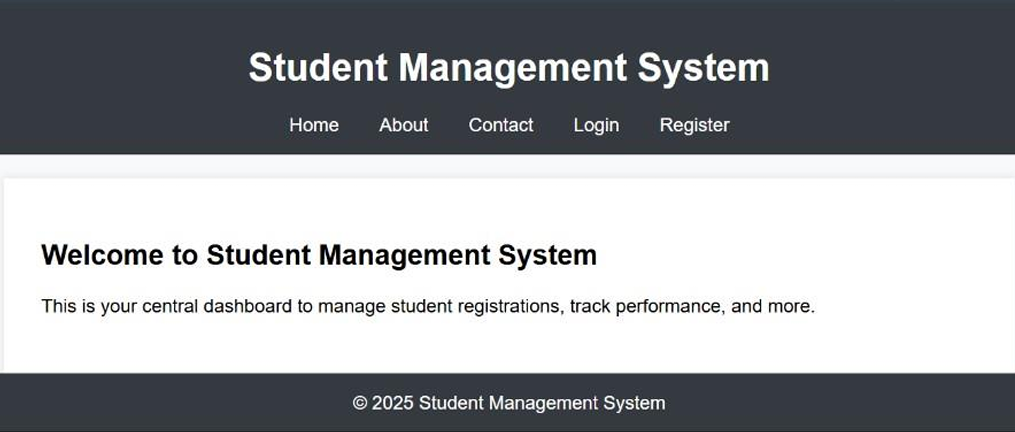 Student Management System
Home About Contact Login Register
Welcome to Student Management System
This is your central dashboard to manage student registrations, track performance, and more.
© 2025 Student Management System